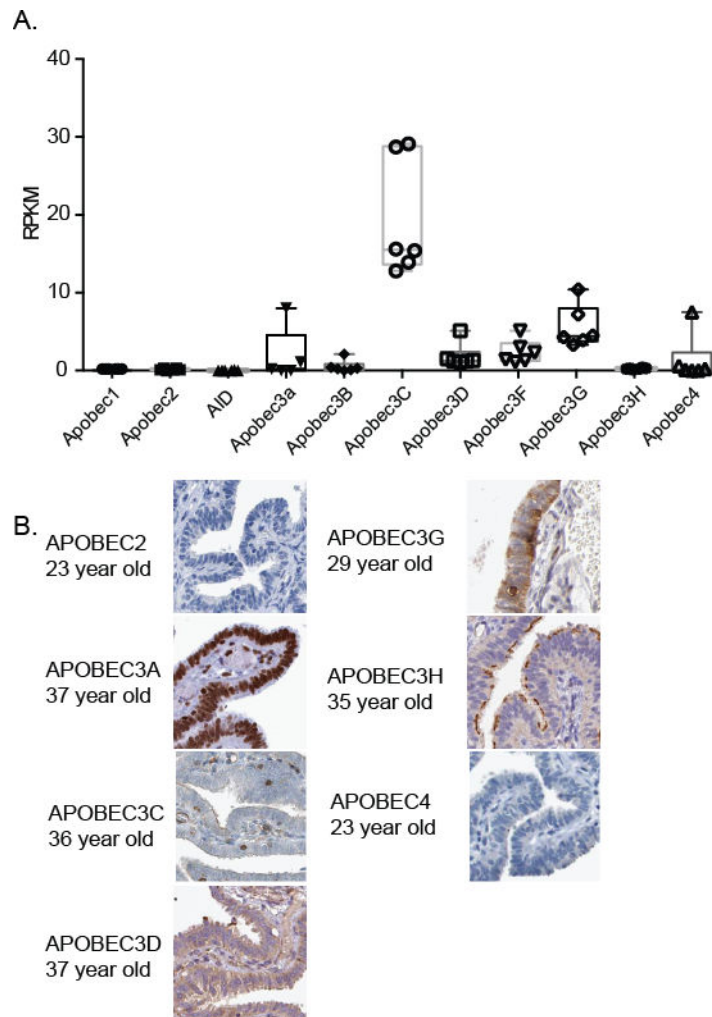 A.
40
30
20
10
0
RPKM
Apobec1
Apobec2
AID
Apobec3a
Apobec3B
Apobec3C
Apobec3D
Apobec3F
Apobec3G
Apobec3H
Apobec4
B.
APOBEC2
23 year old
APOBEC3A
37 year old
APOBEC3C
36 year old
APOBEC3D
37 year old
APOBEC3G
29 year old
APOBEC3H
35 year old
APOBEC4
23 year old